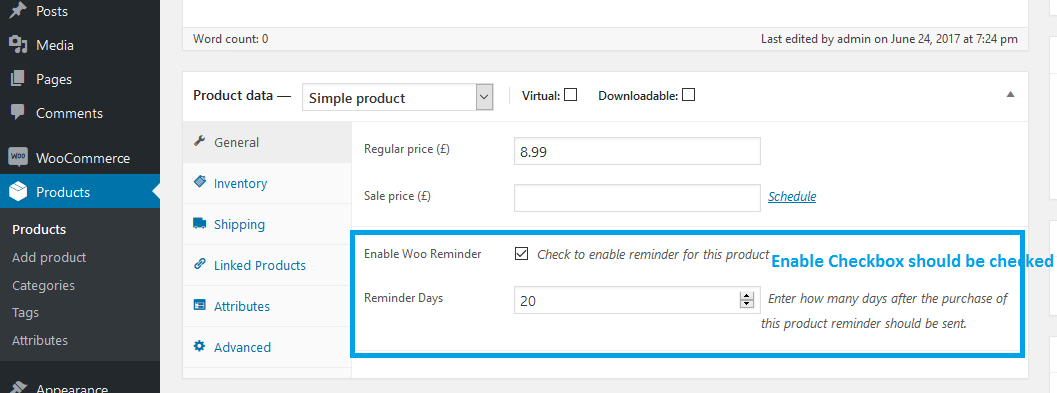 Posts
Media
Pages
Comments
WooCommerce
Products
Products
Add product
Categories
Tags
Attributes
Appearance
Word count: 0
Last edited by admin on June 24, 2017 at 7:24 pm
Product data — Simple product Virtual: Downloadable:
General
Inventory
Shipping
Linked Products
Attributes
Advanced
Regular price (£) 8.99
Sale price (£) Schedule
Enable Woo Reminder Check to enable reminder for this product
Enable Checkbox should be checked
Reminder Days 20 Enter how many days after the purchase of
this product reminder should be sent.